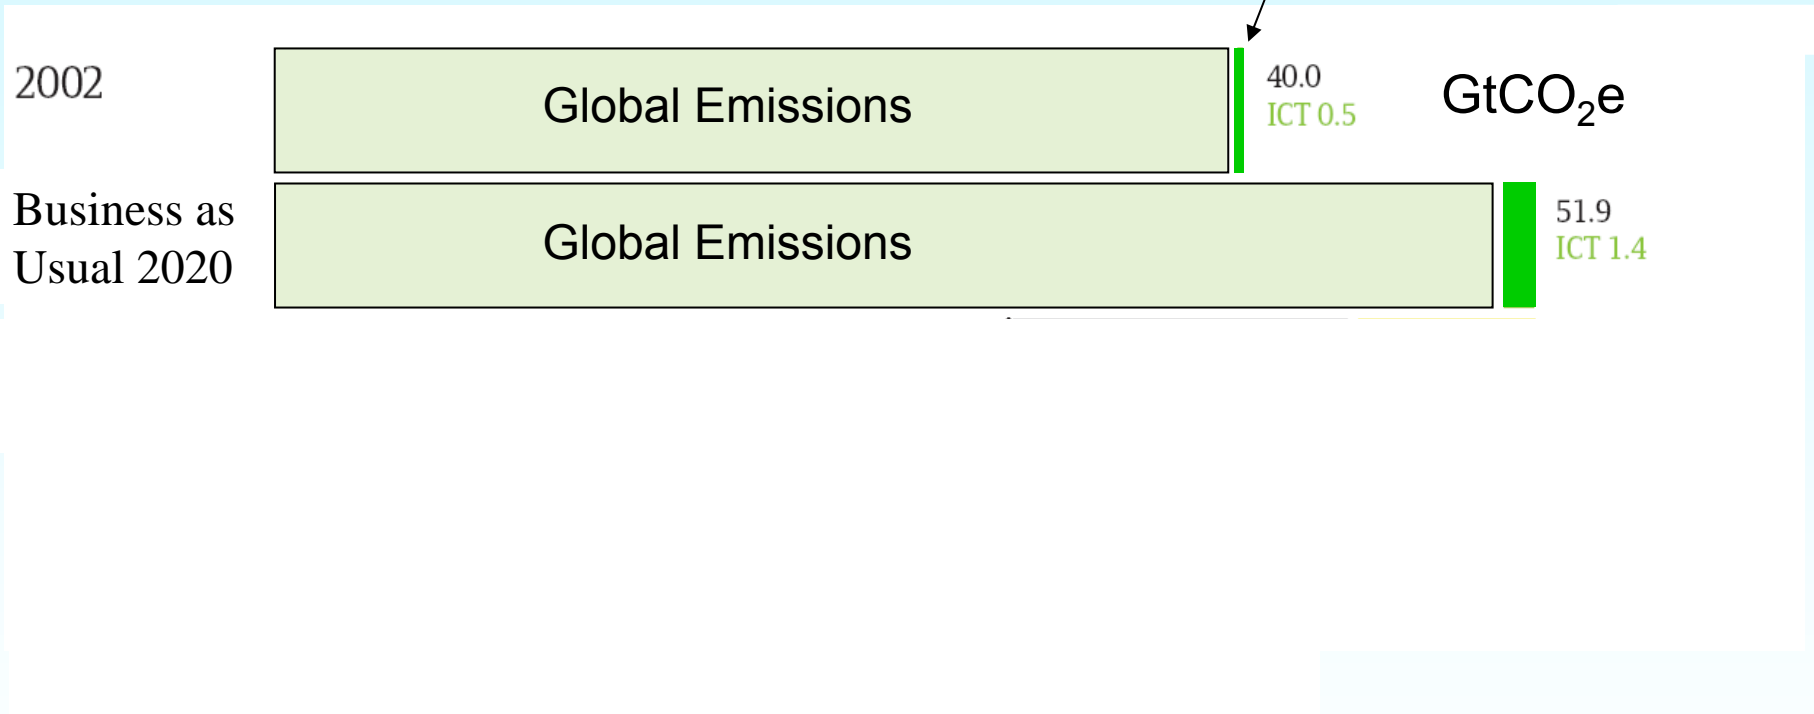 2002
Global Emissions
40.0
ICT 0.5
GtCO₂e
Business as
Usual 2020
Global Emissions
51.9
ICT 1.4